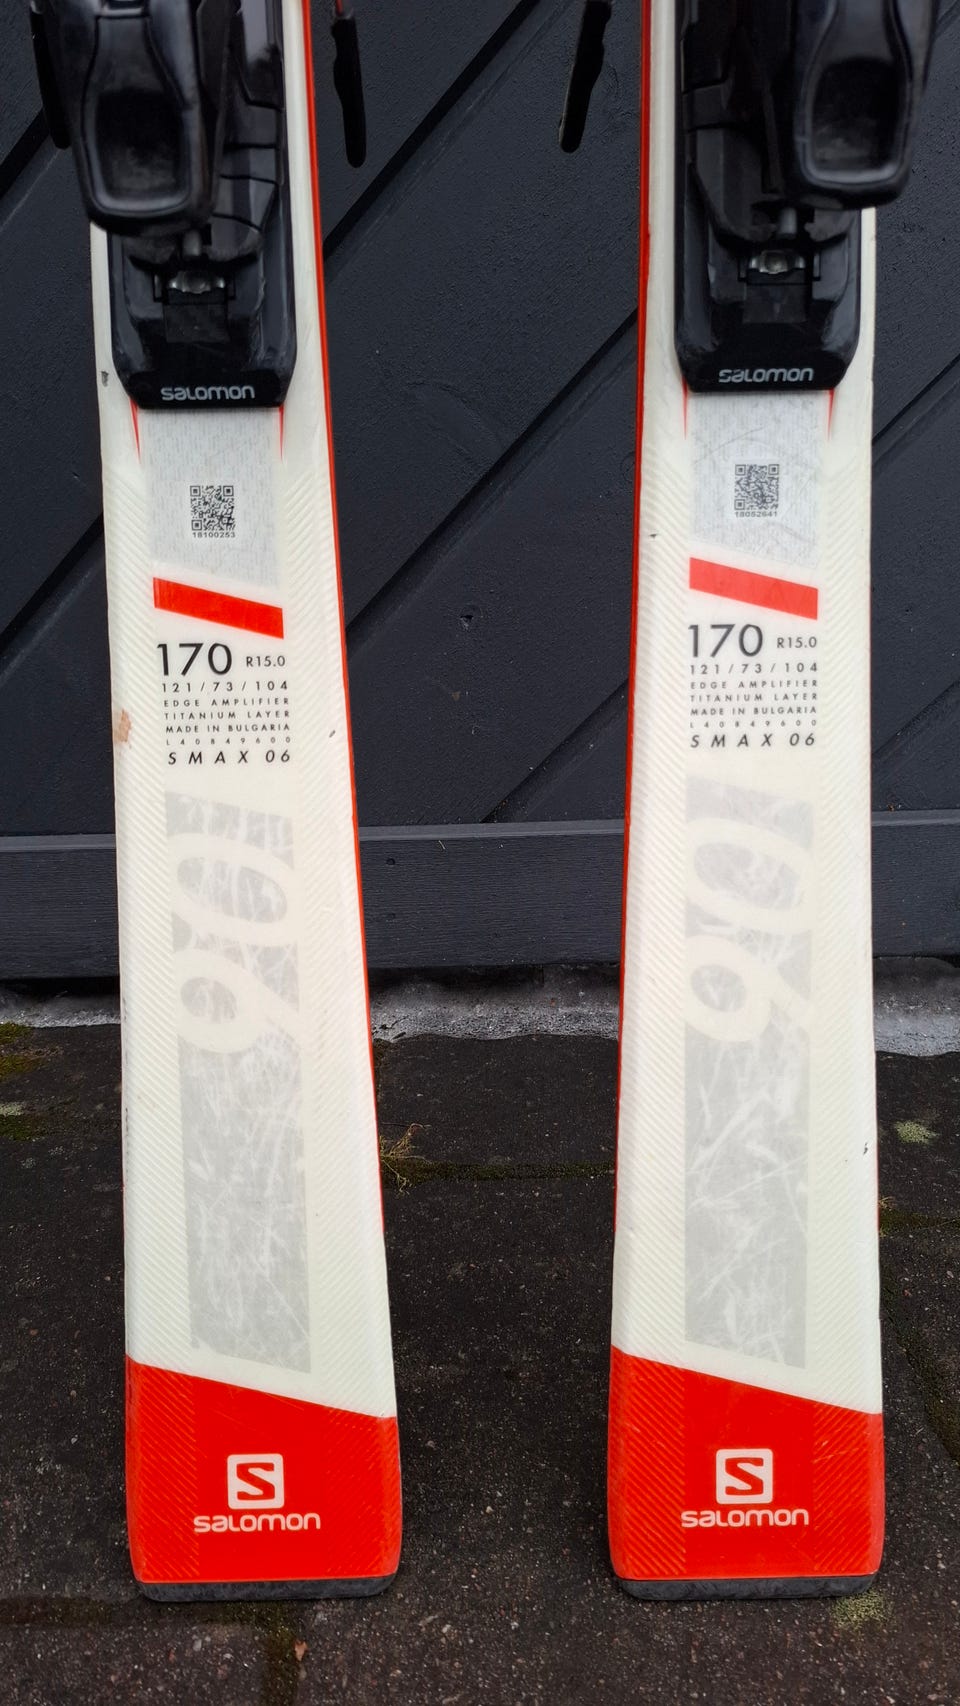 salomon
18100253
170 R15.0
121 / 73 / 104
EDGE AMPLIFIER
TITANIUM LAYER
MADE IN BULGARIA
L40849600
SMAX 06
06
S
salomon
salomon
18052641
170 R15.0
121 / 73 / 104
EDGE AMPLIFIER
TITANIUM LAYER
MADE IN BULGARIA
L40849600
SMAX 06
06
S
salomon